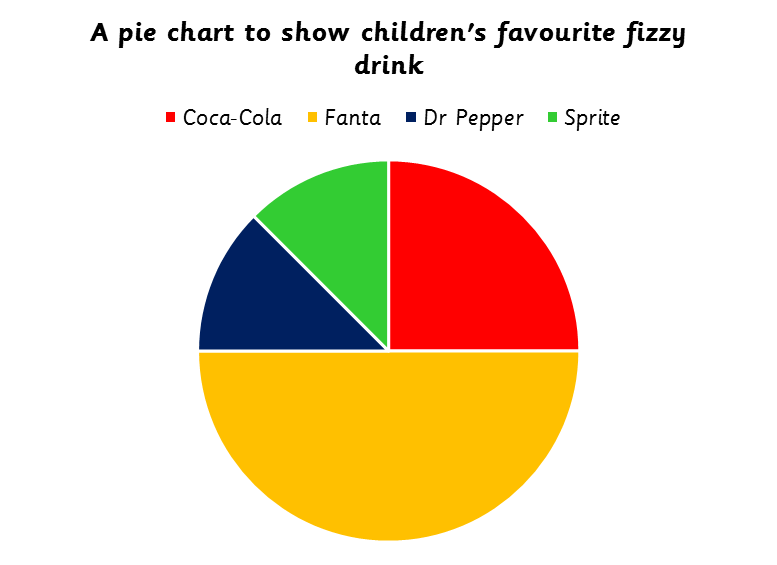 A pie chart to show children’s favourite fizzy
drink
Coca-Cola Fanta Dr Pepper Sprite